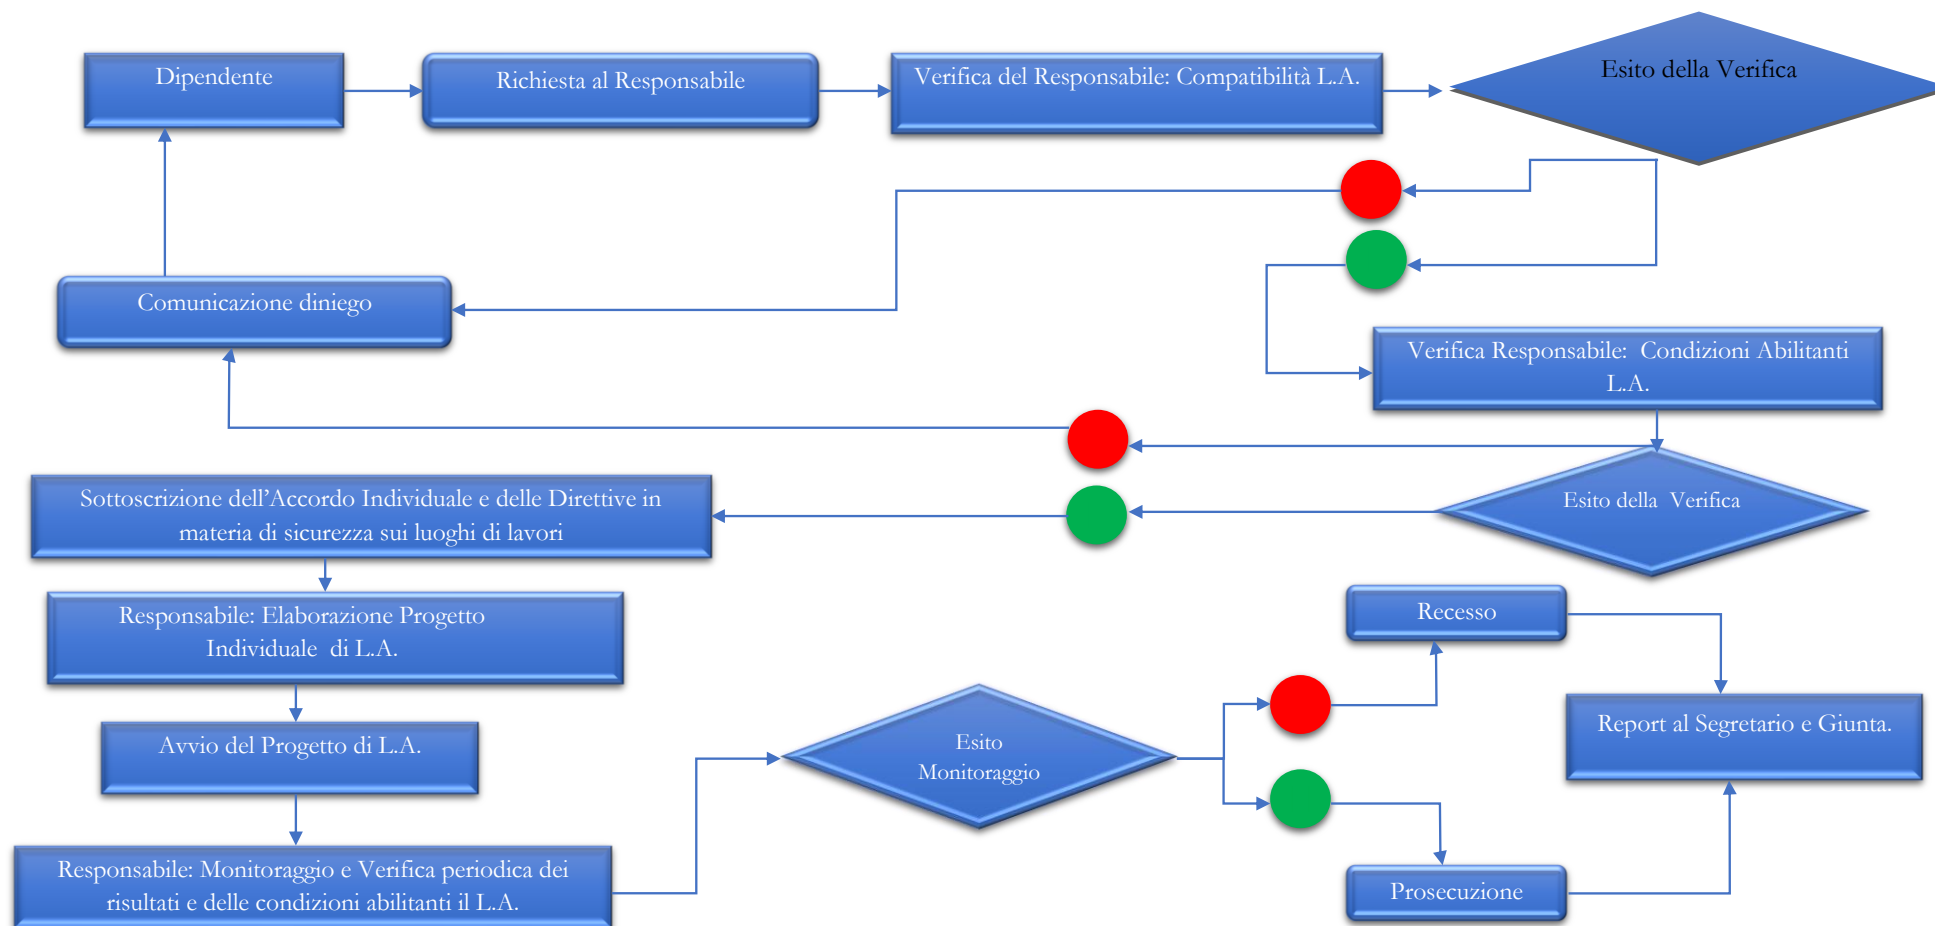 Dipendente
Richiesta al Responsabile
Verifica del Responsabile: Compatibilità L.A.
Esito della Verifica
Comunicazione diniego
Verifica Responsabile:  Condizioni Abilitanti
L.A.
Sottoscrizione dell’Accordo Individuale e delle Direttive in
materia di sicurezza sui luoghi di lavori
Esito della  Verifica
Responsabile: Elaborazione Progetto
Individuale  di L.A.
Recesso
Avvio del Progetto di L.A.
Esito
Monitoraggio
Report al Segretario e Giunta.
Responsabile: Monitoraggio e Verifica periodica dei
risultati e delle condizioni abilitanti il L.A.
Prosecuzione